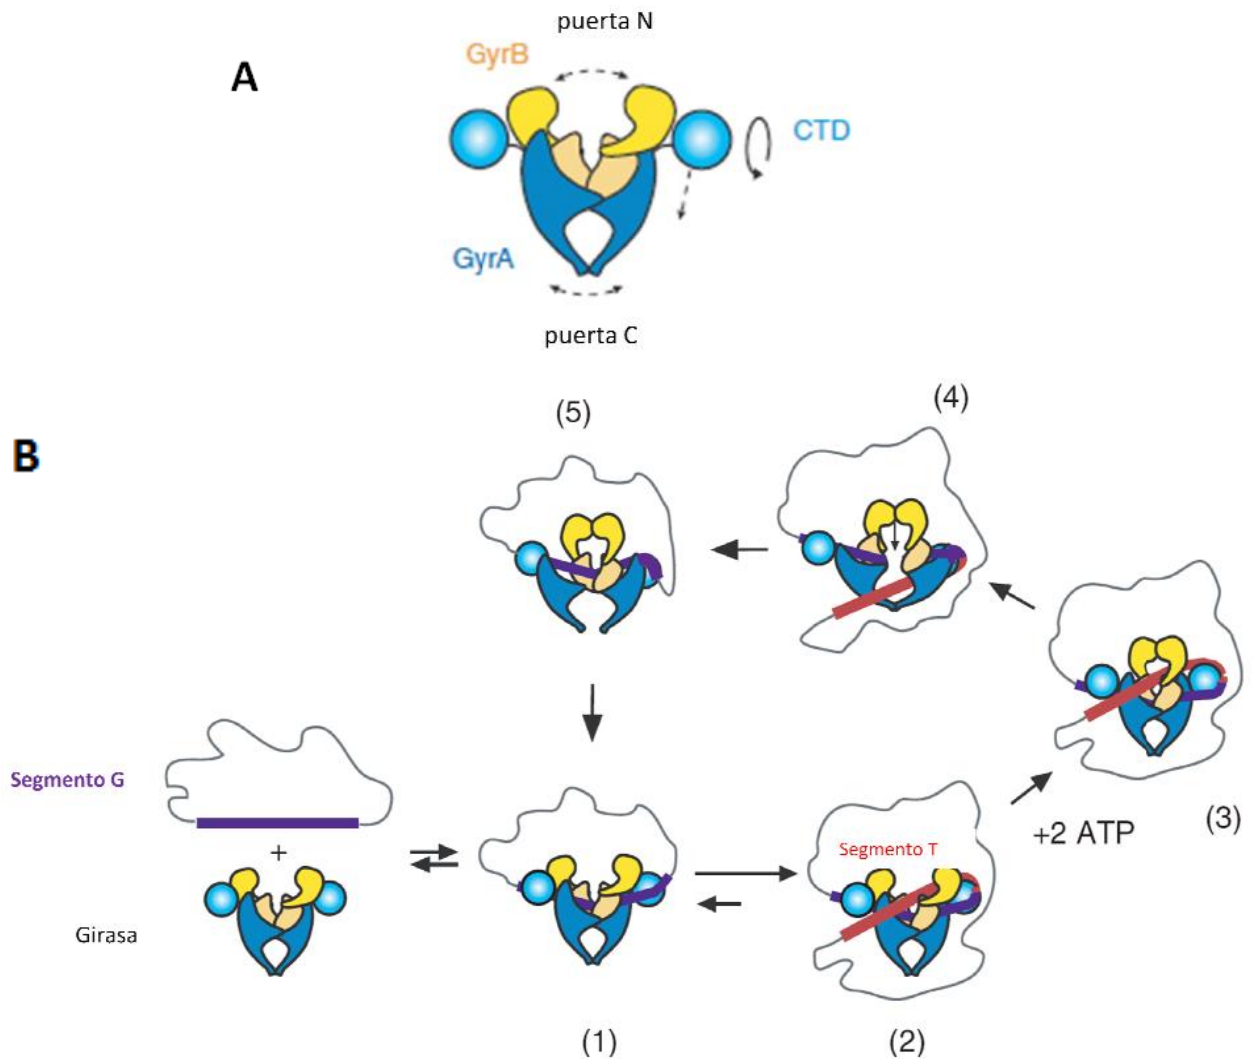 puerta N
GyrB
A
CTD
GyrA
puerta C
(4)
(5)
B
Segmento G
+
Segmento T
+2 ATP
(3)
Girasa
(1)
(2)